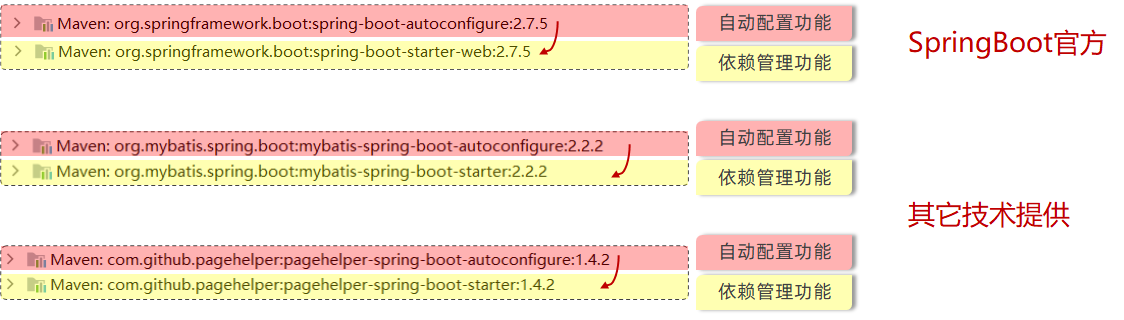 Maven: org.springframework.boot:spring-boot-autoconfigure:2.7.5
自动配置功能
Maven: org.springframework.boot:spring-boot-starter-web:2.7.5
依赖管理功能
SpringBoot官方
Maven: org.mybatis.spring.boot:mybatis-spring-boot-autoconfigure:2.2.2
自动配置功能
Maven: org.mybatis.spring.boot:mybatis-spring-boot-starter:2.2.2
依赖管理功能
其它技术提供
Maven: com.github.pagehelper:pagehelper-spring-boot-autoconfigure:1.4.2
自动配置功能
Maven: com.github.pagehelper:pagehelper-spring-boot-starter:1.4.2
依赖管理功能